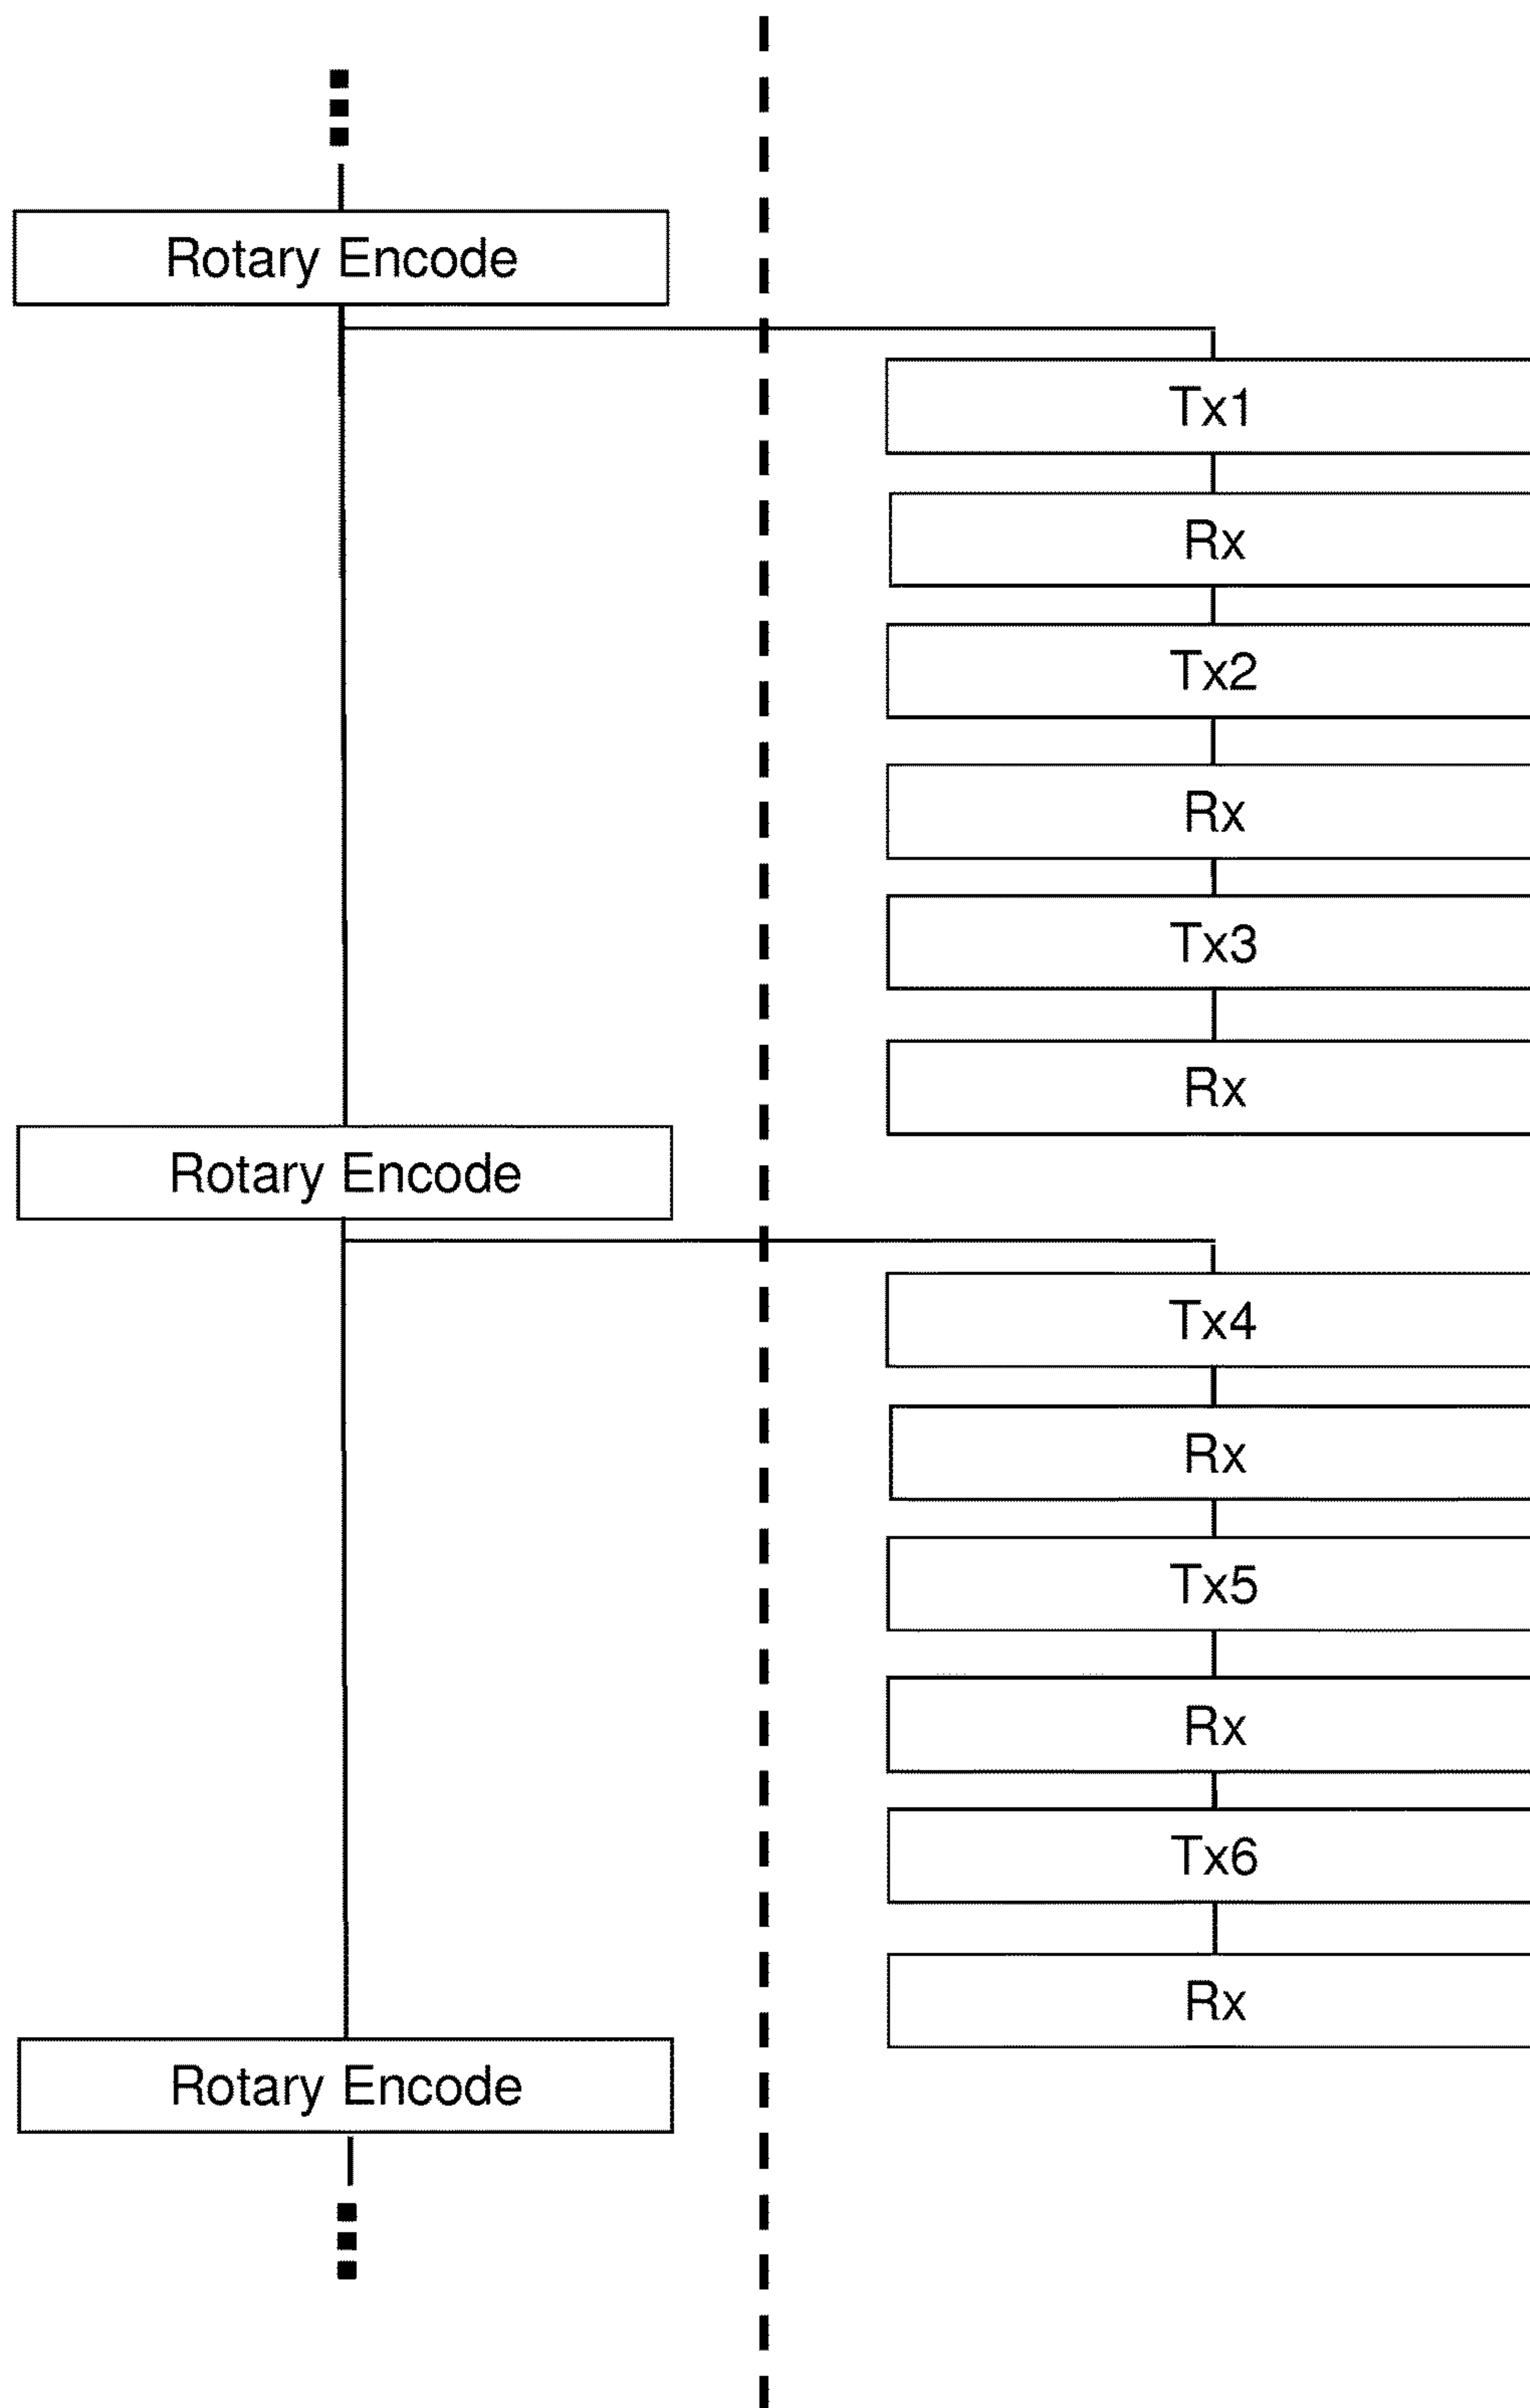 Rotary Encode
Tx1
Rx
Tx2
Rx
Tx3
Rx
Rotary Encode
Tx4
Rx
Tx5
Rx
Tx6
Rx
Rotary Encode